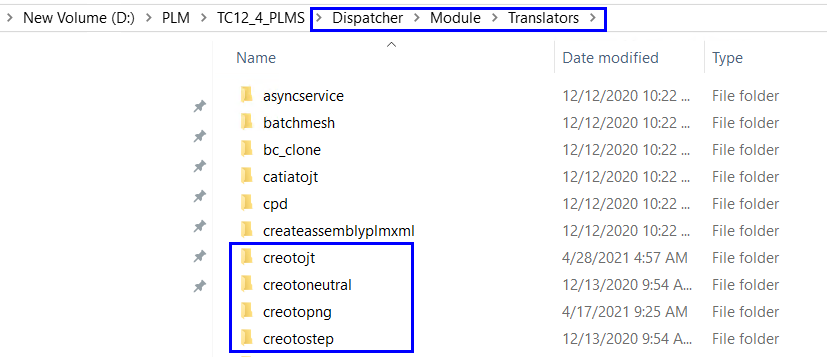 New Volume (D:) > PLM > TC12_4_PLMS > Dispatcher > Module > Translators >
Name Date modified Type
asyncservice 12/12/2020 10:22 ... File folder
batchmesh 12/12/2020 10:22 ... File folder
bc_clone 12/12/2020 10:22 ... File folder
catiatojt 12/12/2020 10:22 ... File folder
cpd 12/12/2020 10:22 ... File folder
createassemblyplmxml 12/12/2020 10:22 ... File folder
creotojt 4/28/2021 4:57 AM File folder
creotoneutral 12/13/2020 9:54 A... File folder
creotopng 4/17/2021 9:25 AM File folder
creotostep 12/13/2020 9:54 A... File folder